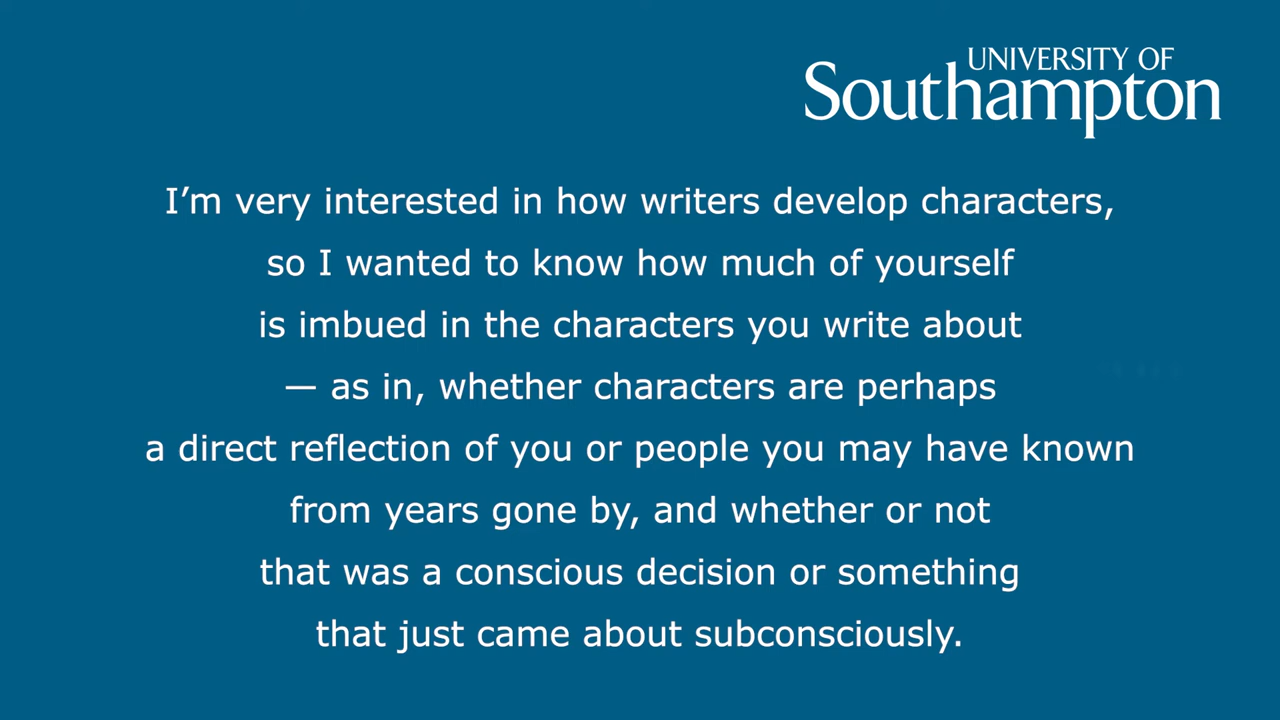 UNIVERSITY OF
Southampton
I’m very interested in how writers develop characters,
so I wanted to know how much of yourself
is imbued in the characters you write about
— as in, whether characters are perhaps
a direct reflection of you or people you may have known
from years gone by, and whether or not
that was a conscious decision or something
that just came about subconsciously.